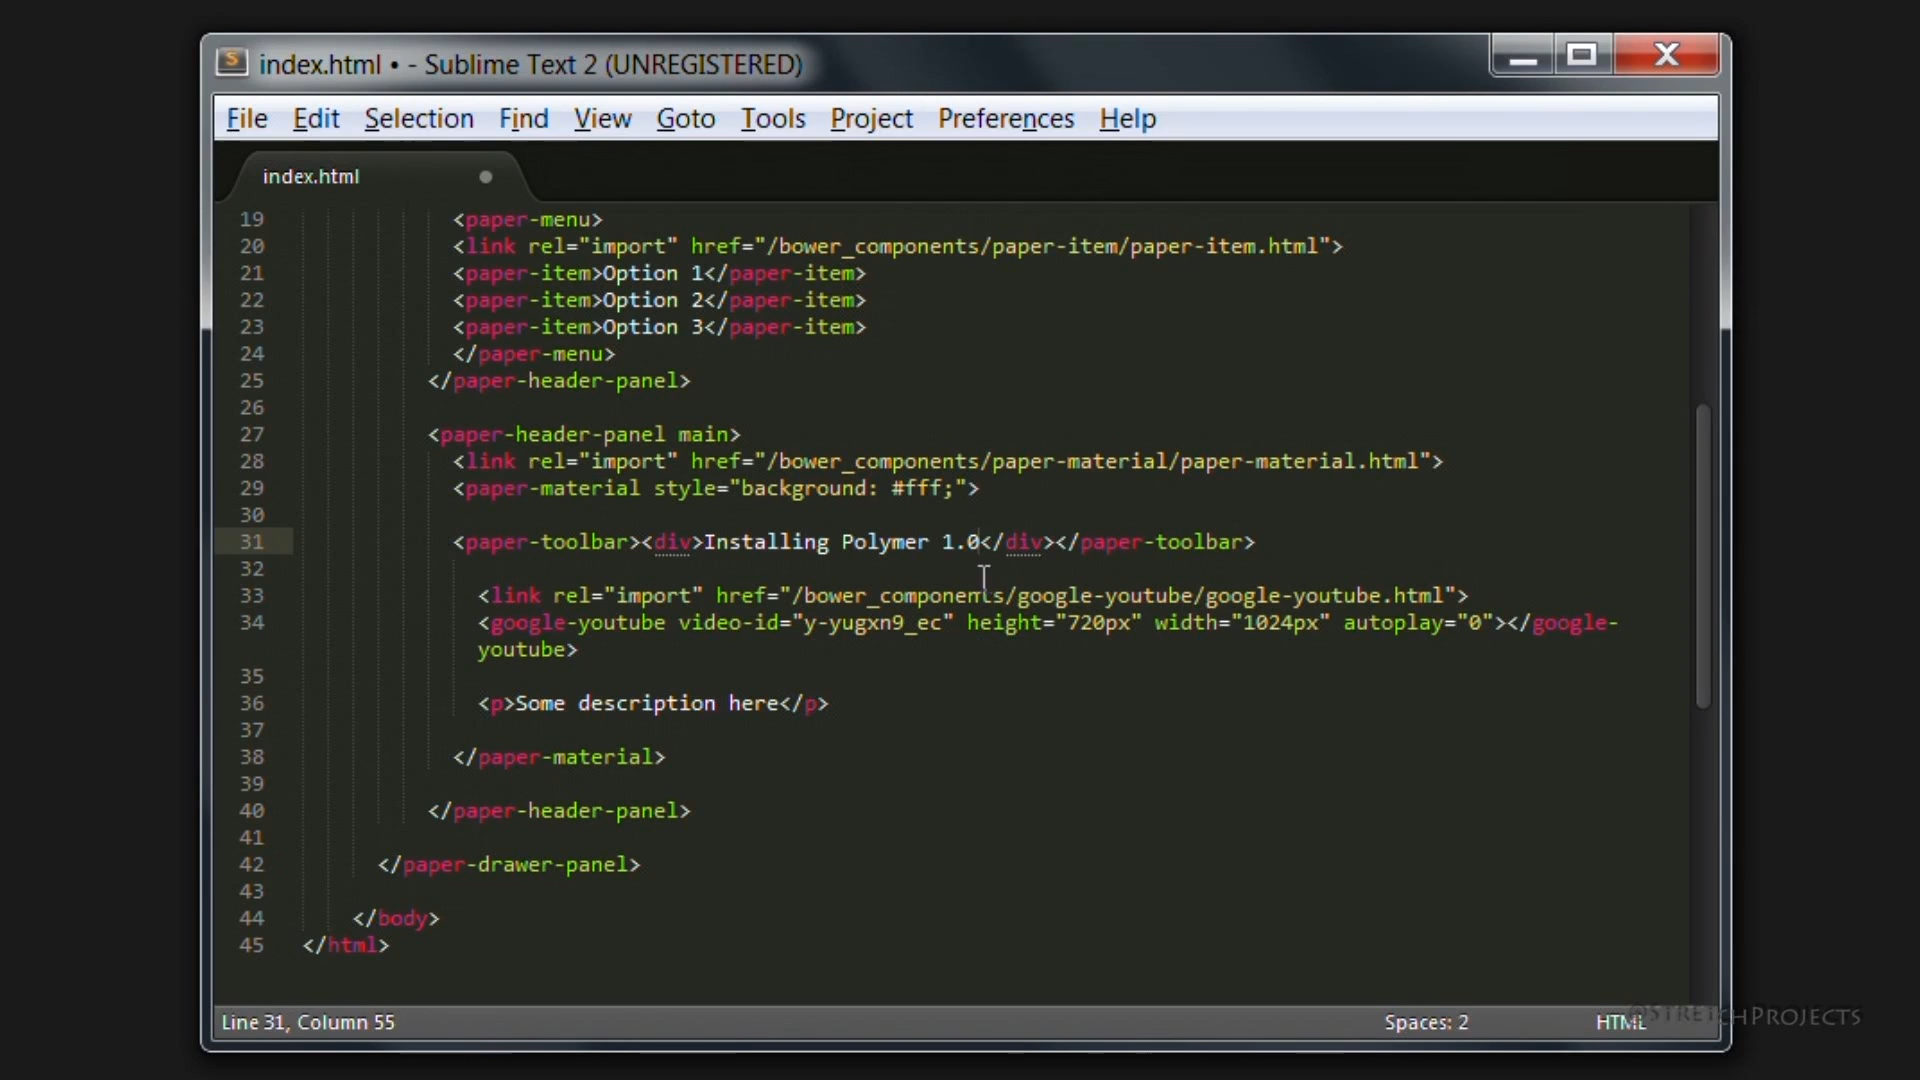 index.html • - Sublime Text 2 (UNREGISTERED)
File Edit Selection Find View Goto Tools Project Preferences Help
index.html
19 <paper-menu>
20 <link rel="import" href="/bower_components/paper-item/paper-item.html">
21 <paper-item>Option 1</paper-item>
22 <paper-item>Option 2</paper-item>
23 <paper-item>Option 3</paper-item>
24 </paper-menu>
25 </paper-header-panel>
26
27 <paper-header-panel main>
28 <link rel="import" href="/bower_components/paper-material/paper-material.html">
29 <paper-material style="background: #fff;">
30
31 <paper-toolbar><div>Installing Polymer 1.0</div></paper-toolbar>
32
33 <link rel="import" href="/bower_components/google-youtube/google-youtube.html">
34 <google-youtube video-id="y-yugxn9_ec" height="720px" width="1024px" autoplay="0"></google-
youtube>
35
36 <p>Some description here</p>
37
38 </paper-material>
39
40 </paper-header-panel>
41
42 </paper-drawer-panel>
43
44 </body>
45 </html>
Line 31, Column 55 Spaces: 2 HTML
@STRETCHPROJECTS